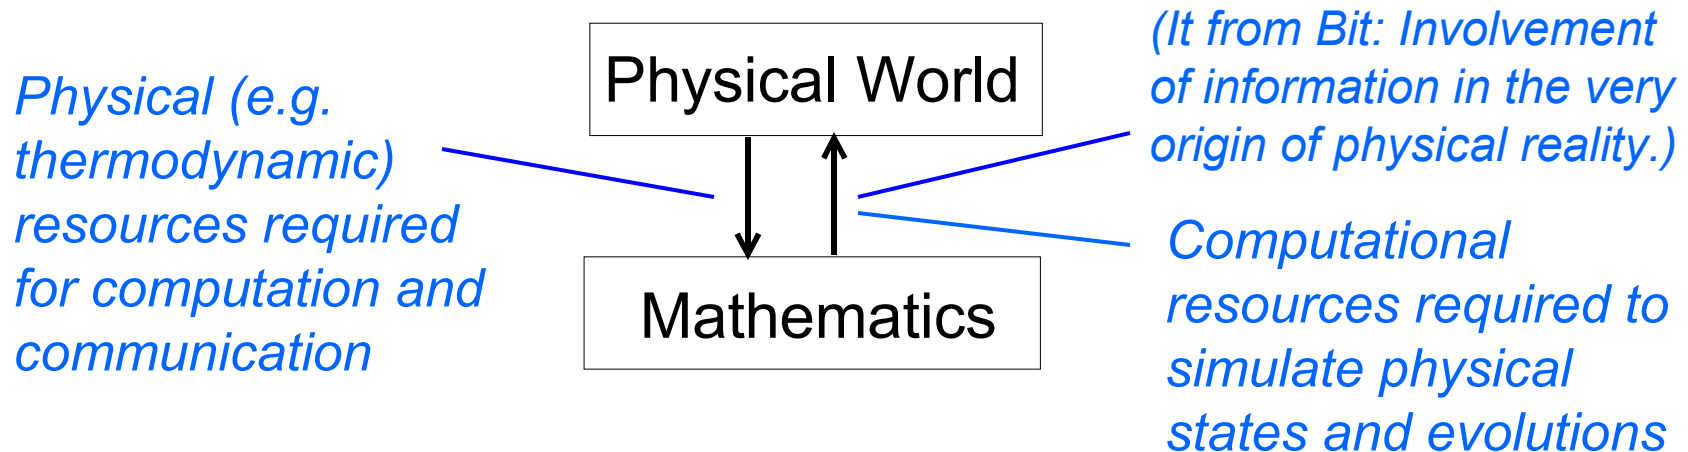 Physical (e.g.
thermodynamic)
resources required
for computation and
communication
Physical World
Mathematics
(It from Bit: Involvement
of information in the very
origin of physical reality.)
Computational
resources required to
simulate physical
states and evolutions